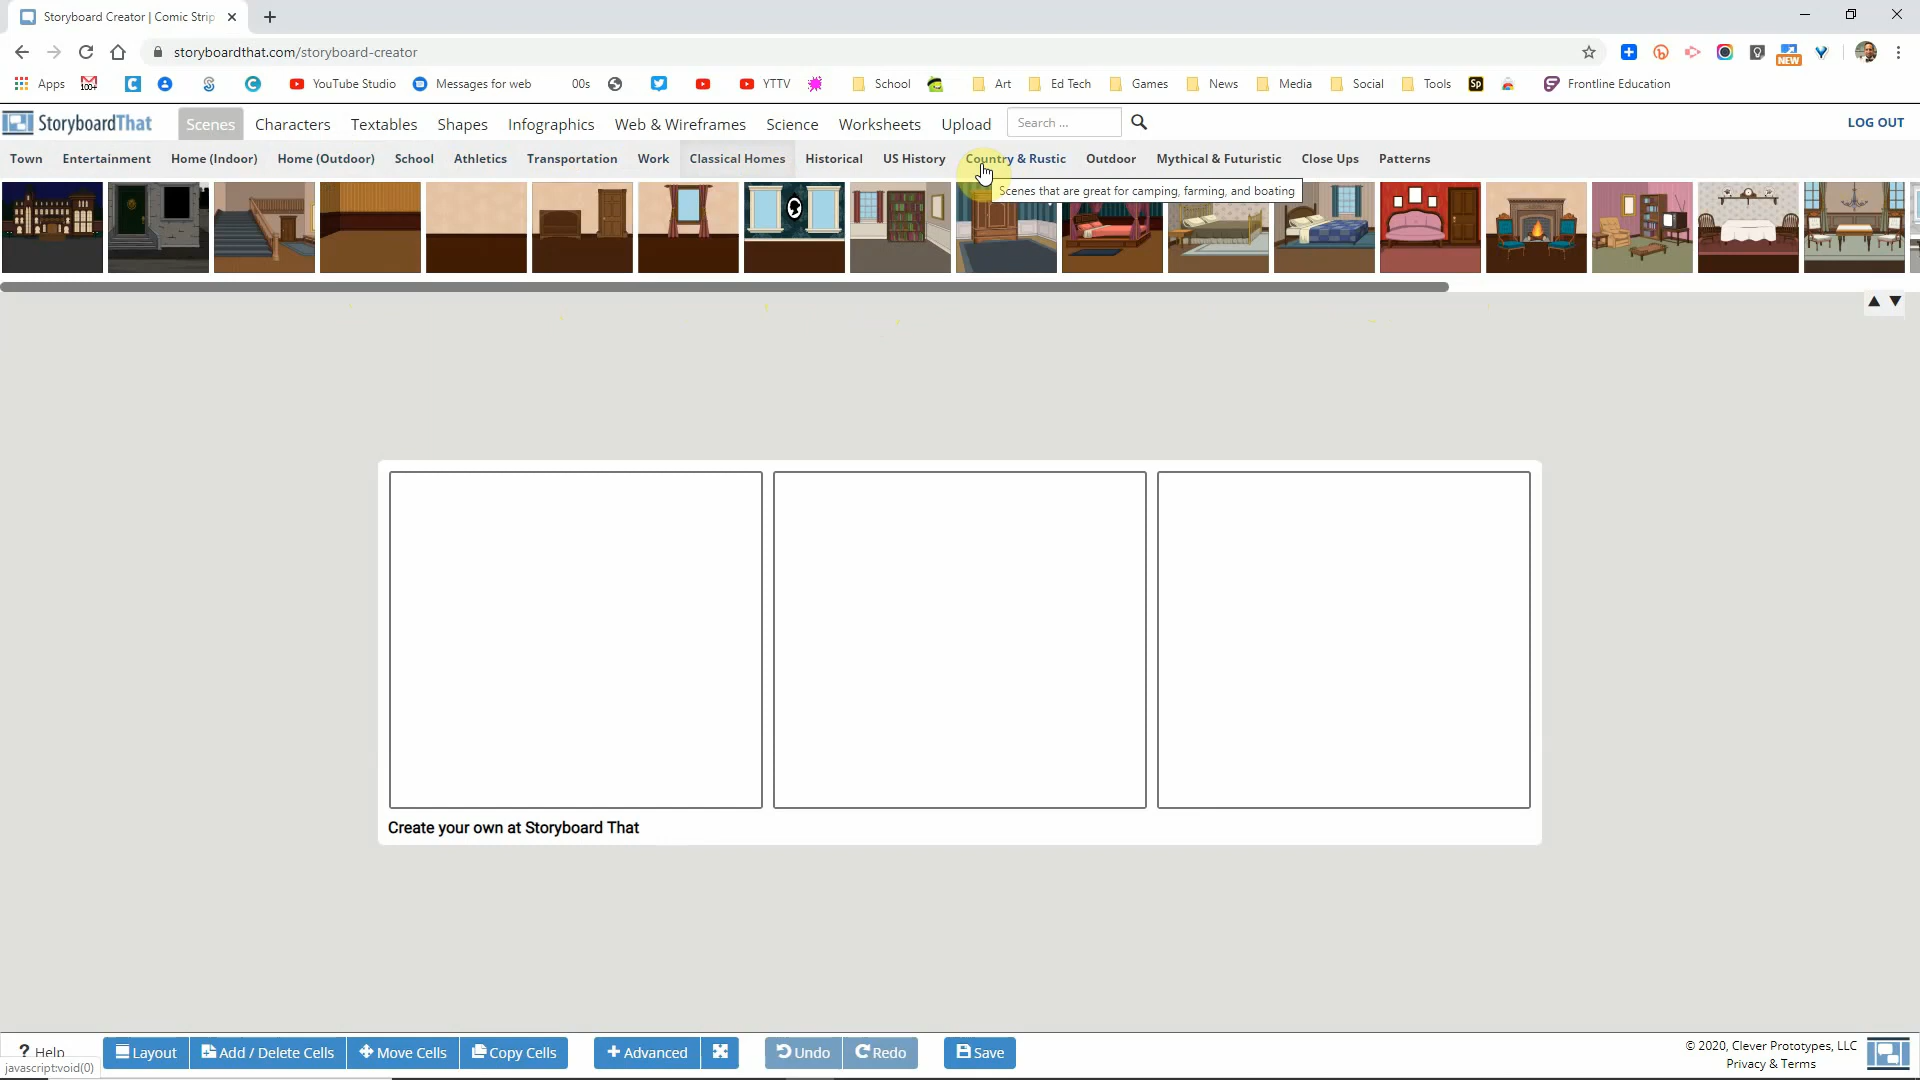 Storyboard Creator | Comic Strip
storyboardthat.com/storyboard-creator
NEW
Apps
YouTube Studio
Messages for web
00s
YTTV
School
Art
Ed Tech
Games
News
Media
Social
Tools
Sp
Frontline Education
StoryboardThat
Scenes
Characters
Textables
Shapes
Infographics
Web & Wireframes
Science
Worksheets
Upload
Search ...
LOG OUT
Town
Entertainment
Home (Indoor)
Home (Outdoor)
School
Athletics
Transportation
Work
Classical Homes
Historical
US History
Country & Rustic
Outdoor
Mythical & Futuristic
Close Ups
Patterns
Scenes that are great for camping, farming, and boating
Create your own at Storyboard That
? Help
javascript:void(0)
Layout
Add / Delete Cells
Move Cells
Copy Cells
Advanced
Undo
Redo
Save
© 2020, Clever Prototypes, LLC
Privacy & Terms